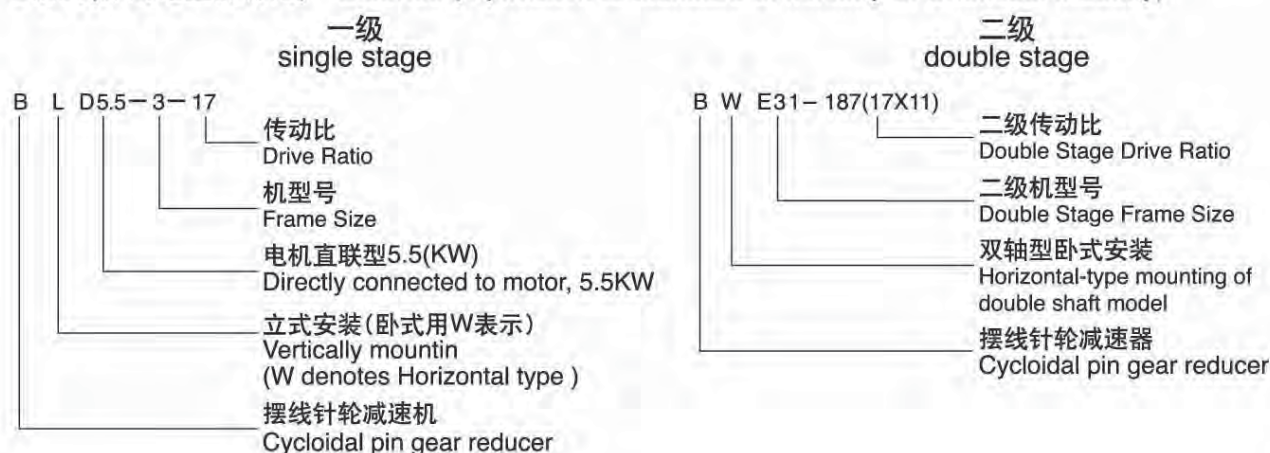 一级
single stage
B L D5.5－3－17
传动比
Drive Ratio
机型号
Frame Size
电机直联型5.5(KW)
Directly connected to motor, 5.5KW
立式安装(卧式用W表示)
Vertically mountin
(W denotes Horizontal type )
摆线针轮减速机
Cycloidal pin gear reducer
二级
double stage
B W E31－187(17X11)
二级传动比
Double Stage Drive Ratio
二级机型号
Double Stage Frame Size
双轴型卧式安装
Horizontal-type mounting of
double shaft model
摆线针轮减速器
Cycloidal pin gear reducer